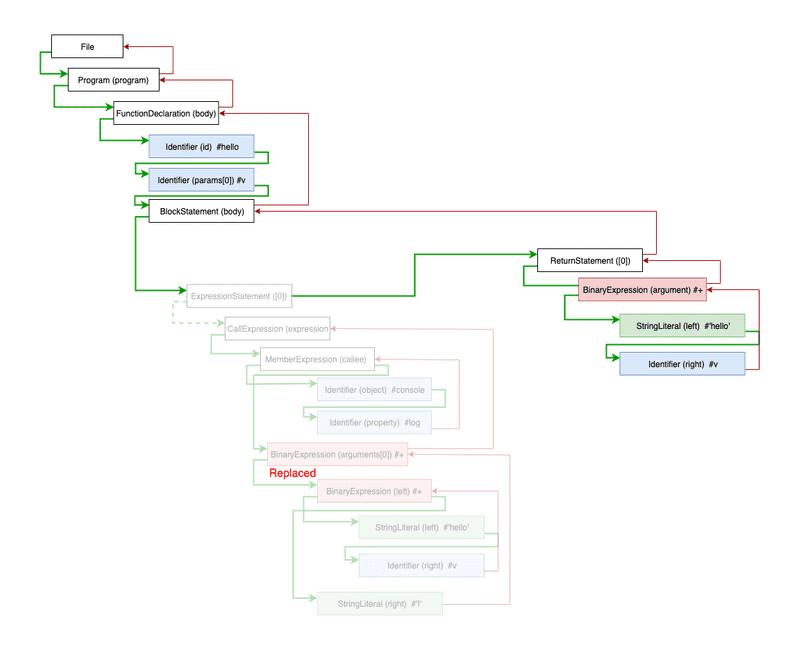 File
Program (program)
FunctionDeclaration (body)
Identifier (id) #hello
Identifier (params[0]) #v
BlockStatement (body)
ReturnStatement ([0])
BinaryExpression (argument) #+
ExpressionStatement ([0])
StringLiteral (left) #'hello'
CallExpression (expression
MemberExpression (callee)
Identifier (right) #v
Identifier (object) #console
Identifier (property) #log
BinaryExpression (arguments[0]) #+
Replaced
BinaryExpression (left) #+
StringLiteral (left) #'hello'
Identifier (right) #v
StringLiteral (right) #'!'